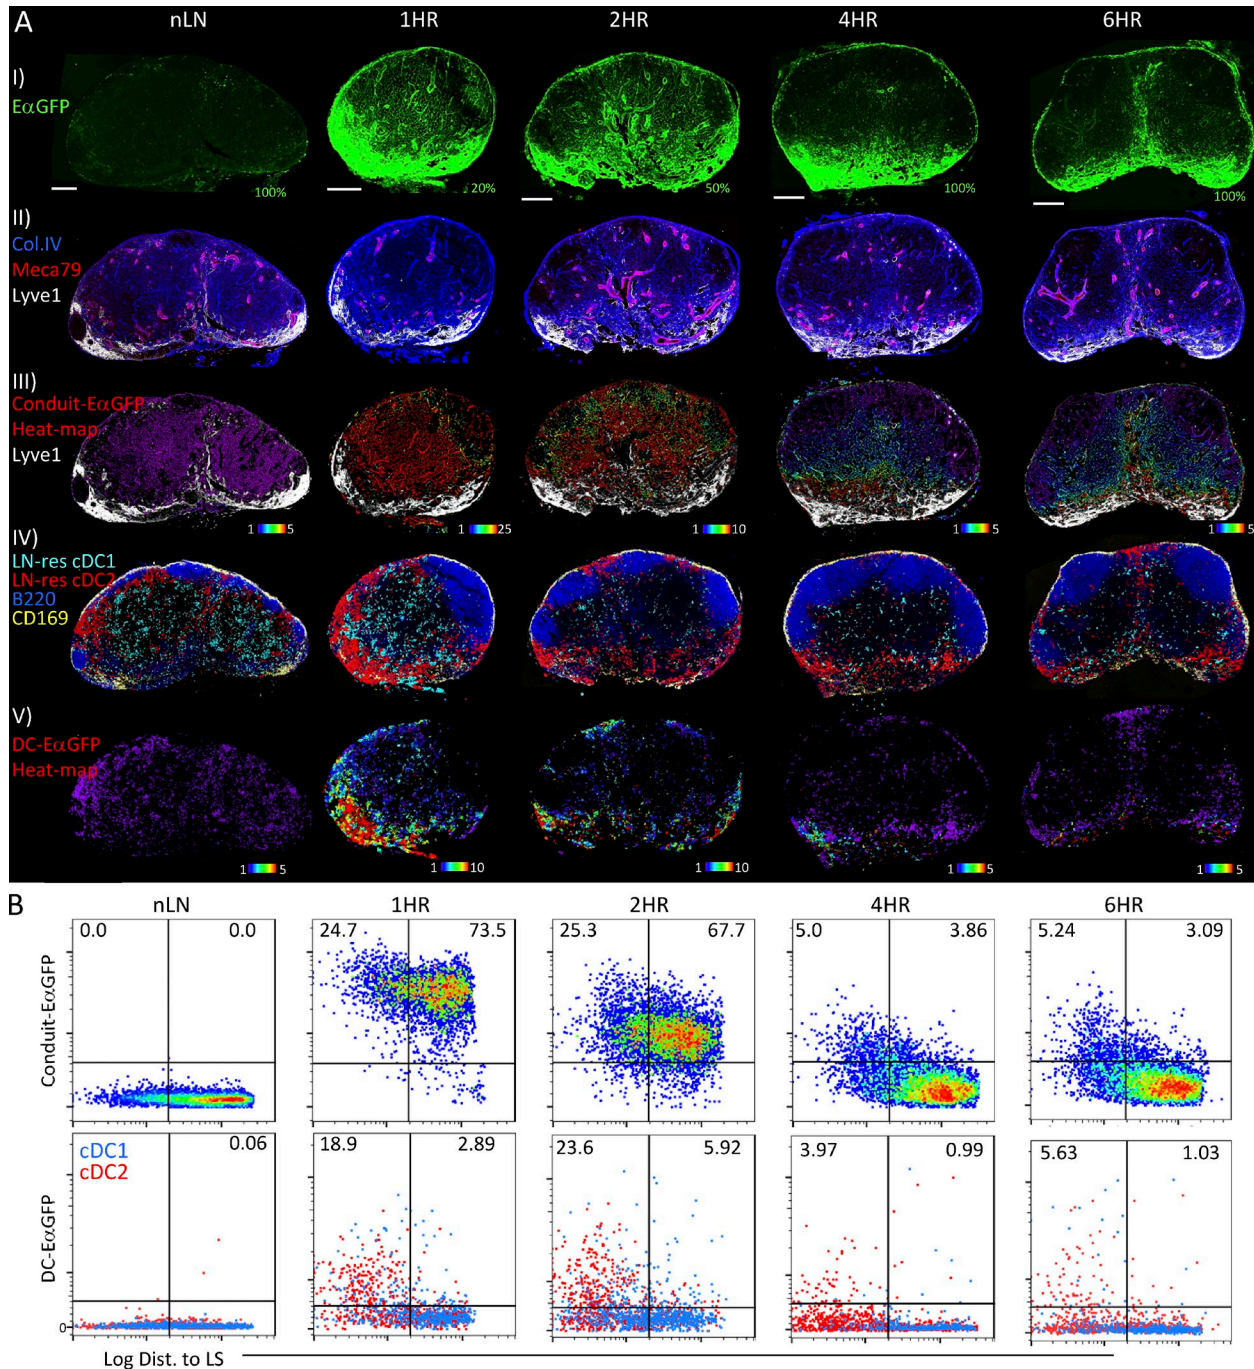 A
nLN 1HR 2HR 4HR 6HR
I)
EαGFP
100% 20% 50% 100% 100%
II)
Col.IV
Meca79
Lyve1
III)
Conduit-EαGFP
Heat-map
Lyve1
1 5 1 25 1 10 1 5 1 5
IV)
LN-res cDC1
LN-res cDC2
B220
CD169
V)
DC-EαGFP
Heat-map
1 5 1 10 1 10 1 5 1 5
B
nLN 1HR 2HR 4HR 6HR
Conduit-EαGFP
0.0 0.0 24.7 73.5 25.3 67.7 5.0 3.86 5.24 3.09
DC-EαGFP
0.06 18.9 2.89 23.6 5.92 3.97 0.99 5.63 1.03
cDC1
cDC2
0
Log Dist. to LS